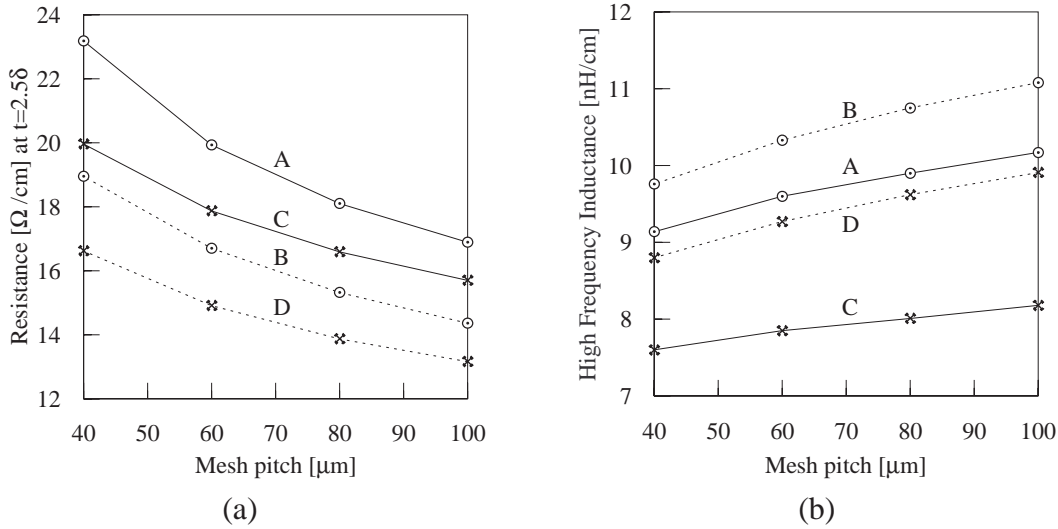 24
22
20
18
16
14
12
Resistance [Ω /cm] at t=2.5δ
A
C
B
D
40 50 60 70 80 90 100
Mesh pitch [μm]
(a)
12
11
10
9
8
7
High Frequency Inductance [nH/cm]
B
A
D
C
40 50 60 70 80 90 100
Mesh pitch [μm]
(b)